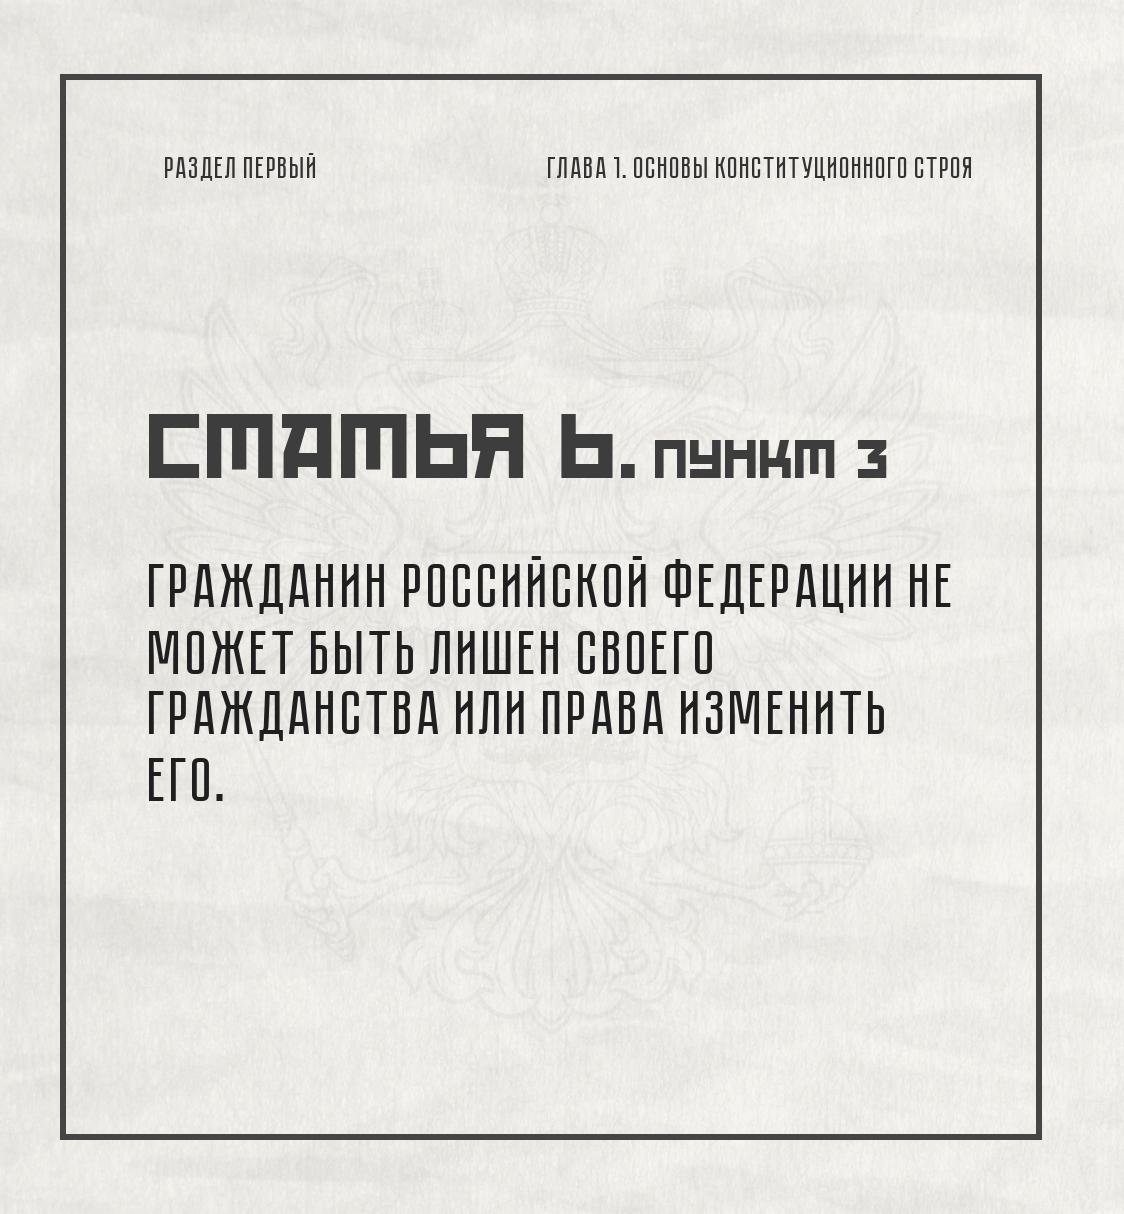 РАЗДЕЛ ПЕРВЫЙ
ГЛАВА 1. ОСНОВЫ КОНСТИТУЦИОННОГО СТРОЯ
СТАТЬЯ 6. ПУНКТ 3
ГРАЖДАНИН РОССИЙСКОЙ ФЕДЕРАЦИИ НЕ
МОЖЕТ БЫТЬ ЛИШЕН СВОЕГО
ГРАЖДАНСТВА ИЛИ ПРАВА ИЗМЕНИТЬ
ЕГО.